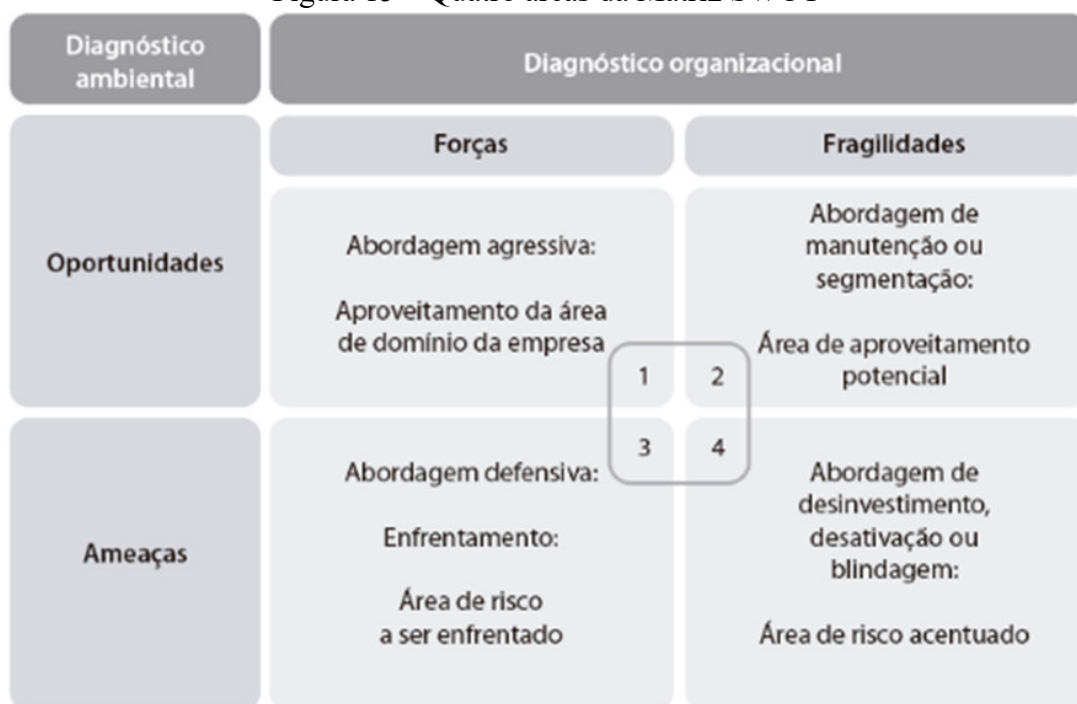 Diagnóstico
ambiental
Diagnóstico organizacional
Forças
Fragilidades
Oportunidades
Abordagem agressiva:
Aproveitamento da área
de domínio da empresa
1
Abordagem de
manutenção ou
segmentação:
Área de aproveitamento
potencial
2
Ameaças
Abordagem defensiva:
Enfrentamento:
Área de risco
a ser enfrentado
3
4
Abordagem de
desinvestimento,
desativação ou
blindagem:
Área de risco acentuado